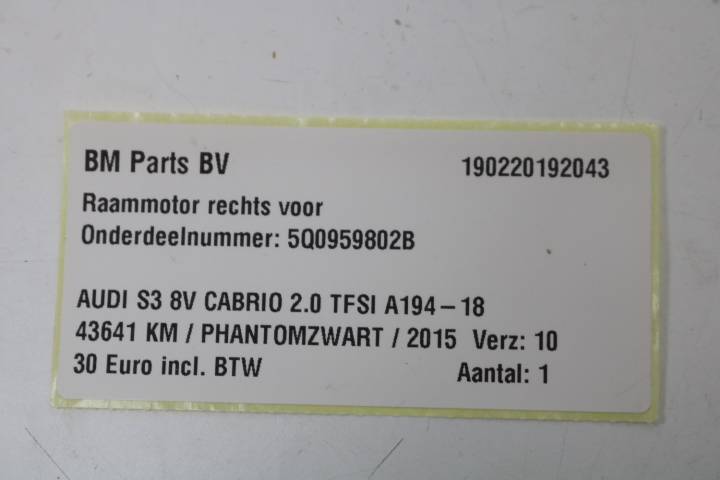 BM Parts BV 190220192043
Raammotor rechts voor
Onderdeelnummer: 5Q0959802B
AUDI S3 8V CABRIO 2.0 TFSI A194-18
43641 KM / PHANTOMZWART / 2015 Verz: 10
30 Euro incl. BTW Aantal: 1